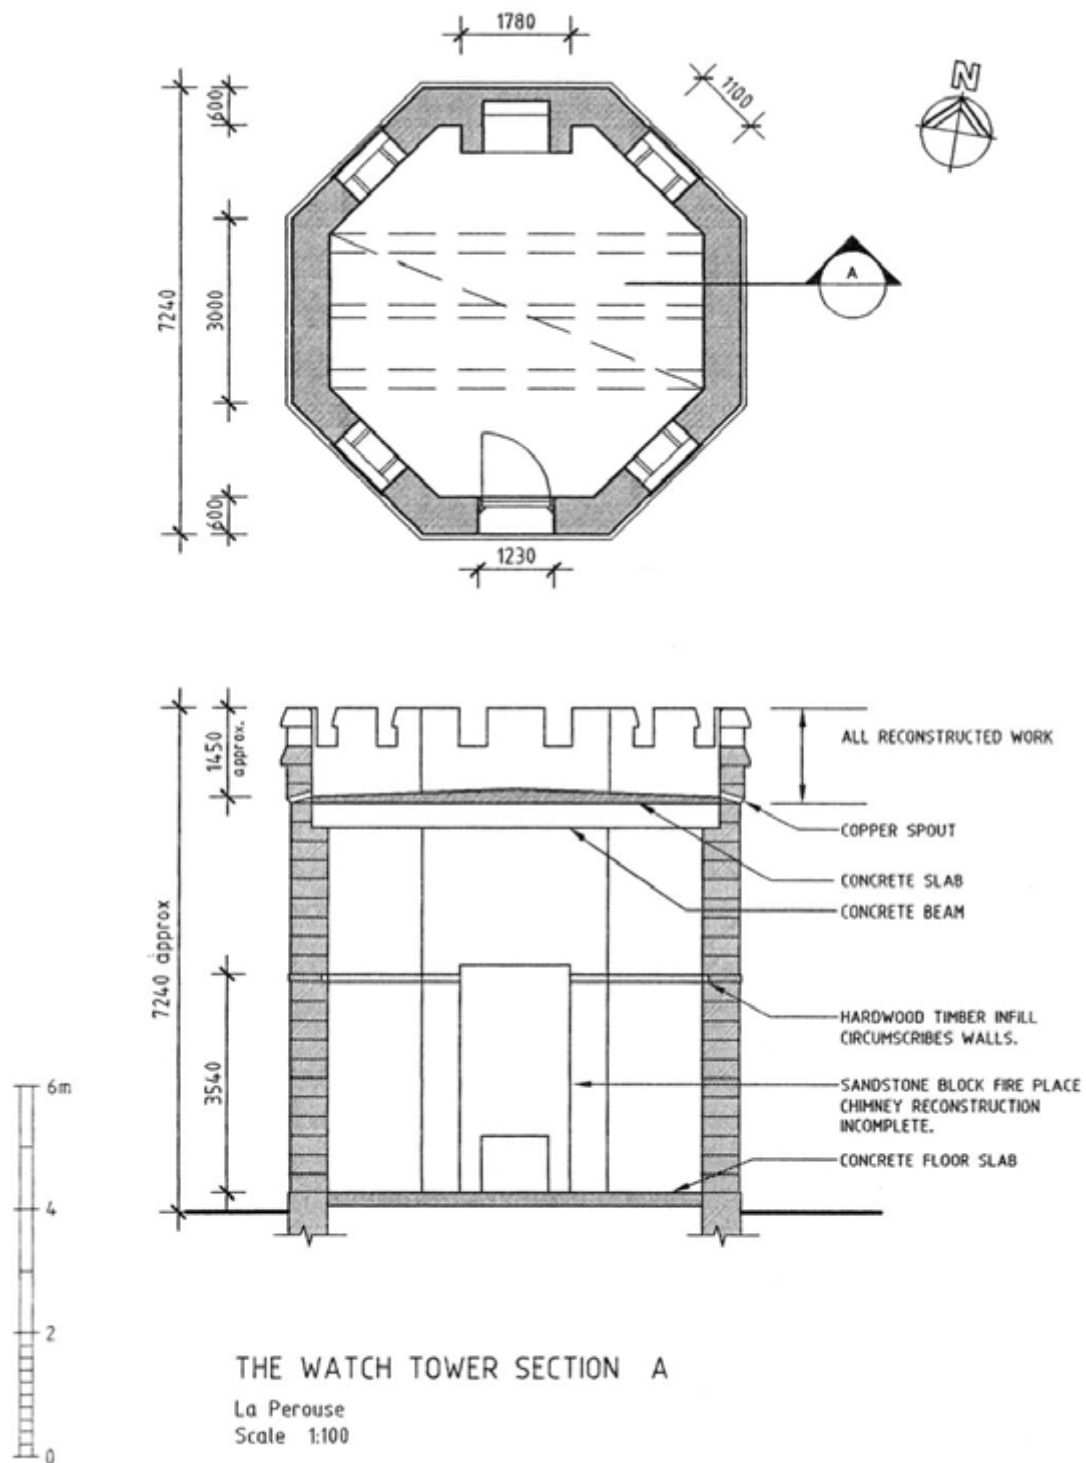 1780
1100
N
600
7240
3000
A
600
1230
1450
approx.
ALL RECONSTRUCTED WORK
COPPER SPOUT
CONCRETE SLAB
CONCRETE BEAM
7240 approx
HARDWOOD TIMBER INFILL
CIRCUMSCRIBES WALLS.
3540
SANDSTONE BLOCK FIRE PLACE
CHIMNEY RECONSTRUCTION
INCOMPLETE.
CONCRETE FLOOR SLAB
6m
4
2
0
THE WATCH TOWER SECTION A
La Perouse
Scale 1:100